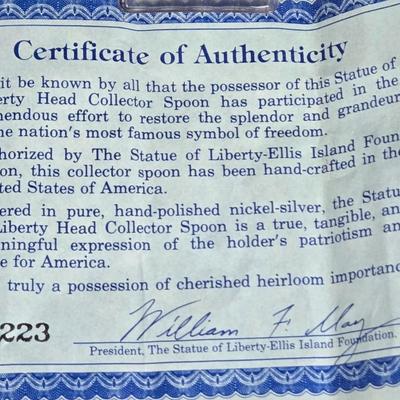 Certificate of Authenticity
it be known by all that the possessor of this Statue of
erty Head Collector Spoon has participated in the
mendous effort to restore the splendor and grandeur
he nation's most famous symbol of freedom.
thorized by The Statue of Liberty-Ellis Island Foun
on, this collector spoon has been hand-crafted in the
ted States of America.
ered in pure, hand-polished nickel-silver, the Statu
Liberty Head Collector Spoon is a true, tangible, an
aningful expression of the holder's patriotism an
e for America.
truly a possession of cherished heirloom importanc
223
William F. May
President, The Statue of Liberty-Ellis Island Foundation.